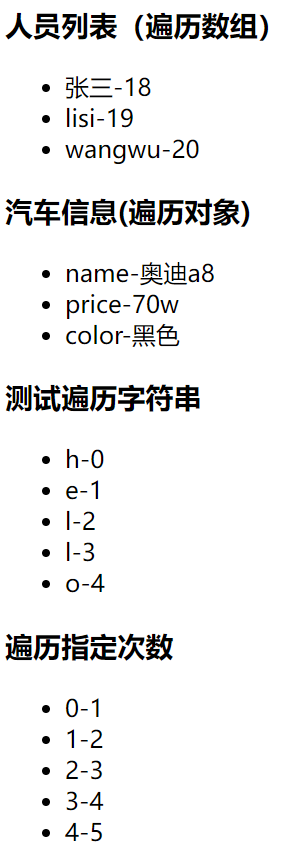 人员列表（遍历数组）
张三-18
lisi-19
wangwu-20
汽车信息(遍历对象)
name-奥迪a8
price-70w
color-黑色
测试遍历字符串
h-0
e-1
l-2
l-3
o-4
遍历指定次数
0-1
1-2
2-3
3-4
4-5